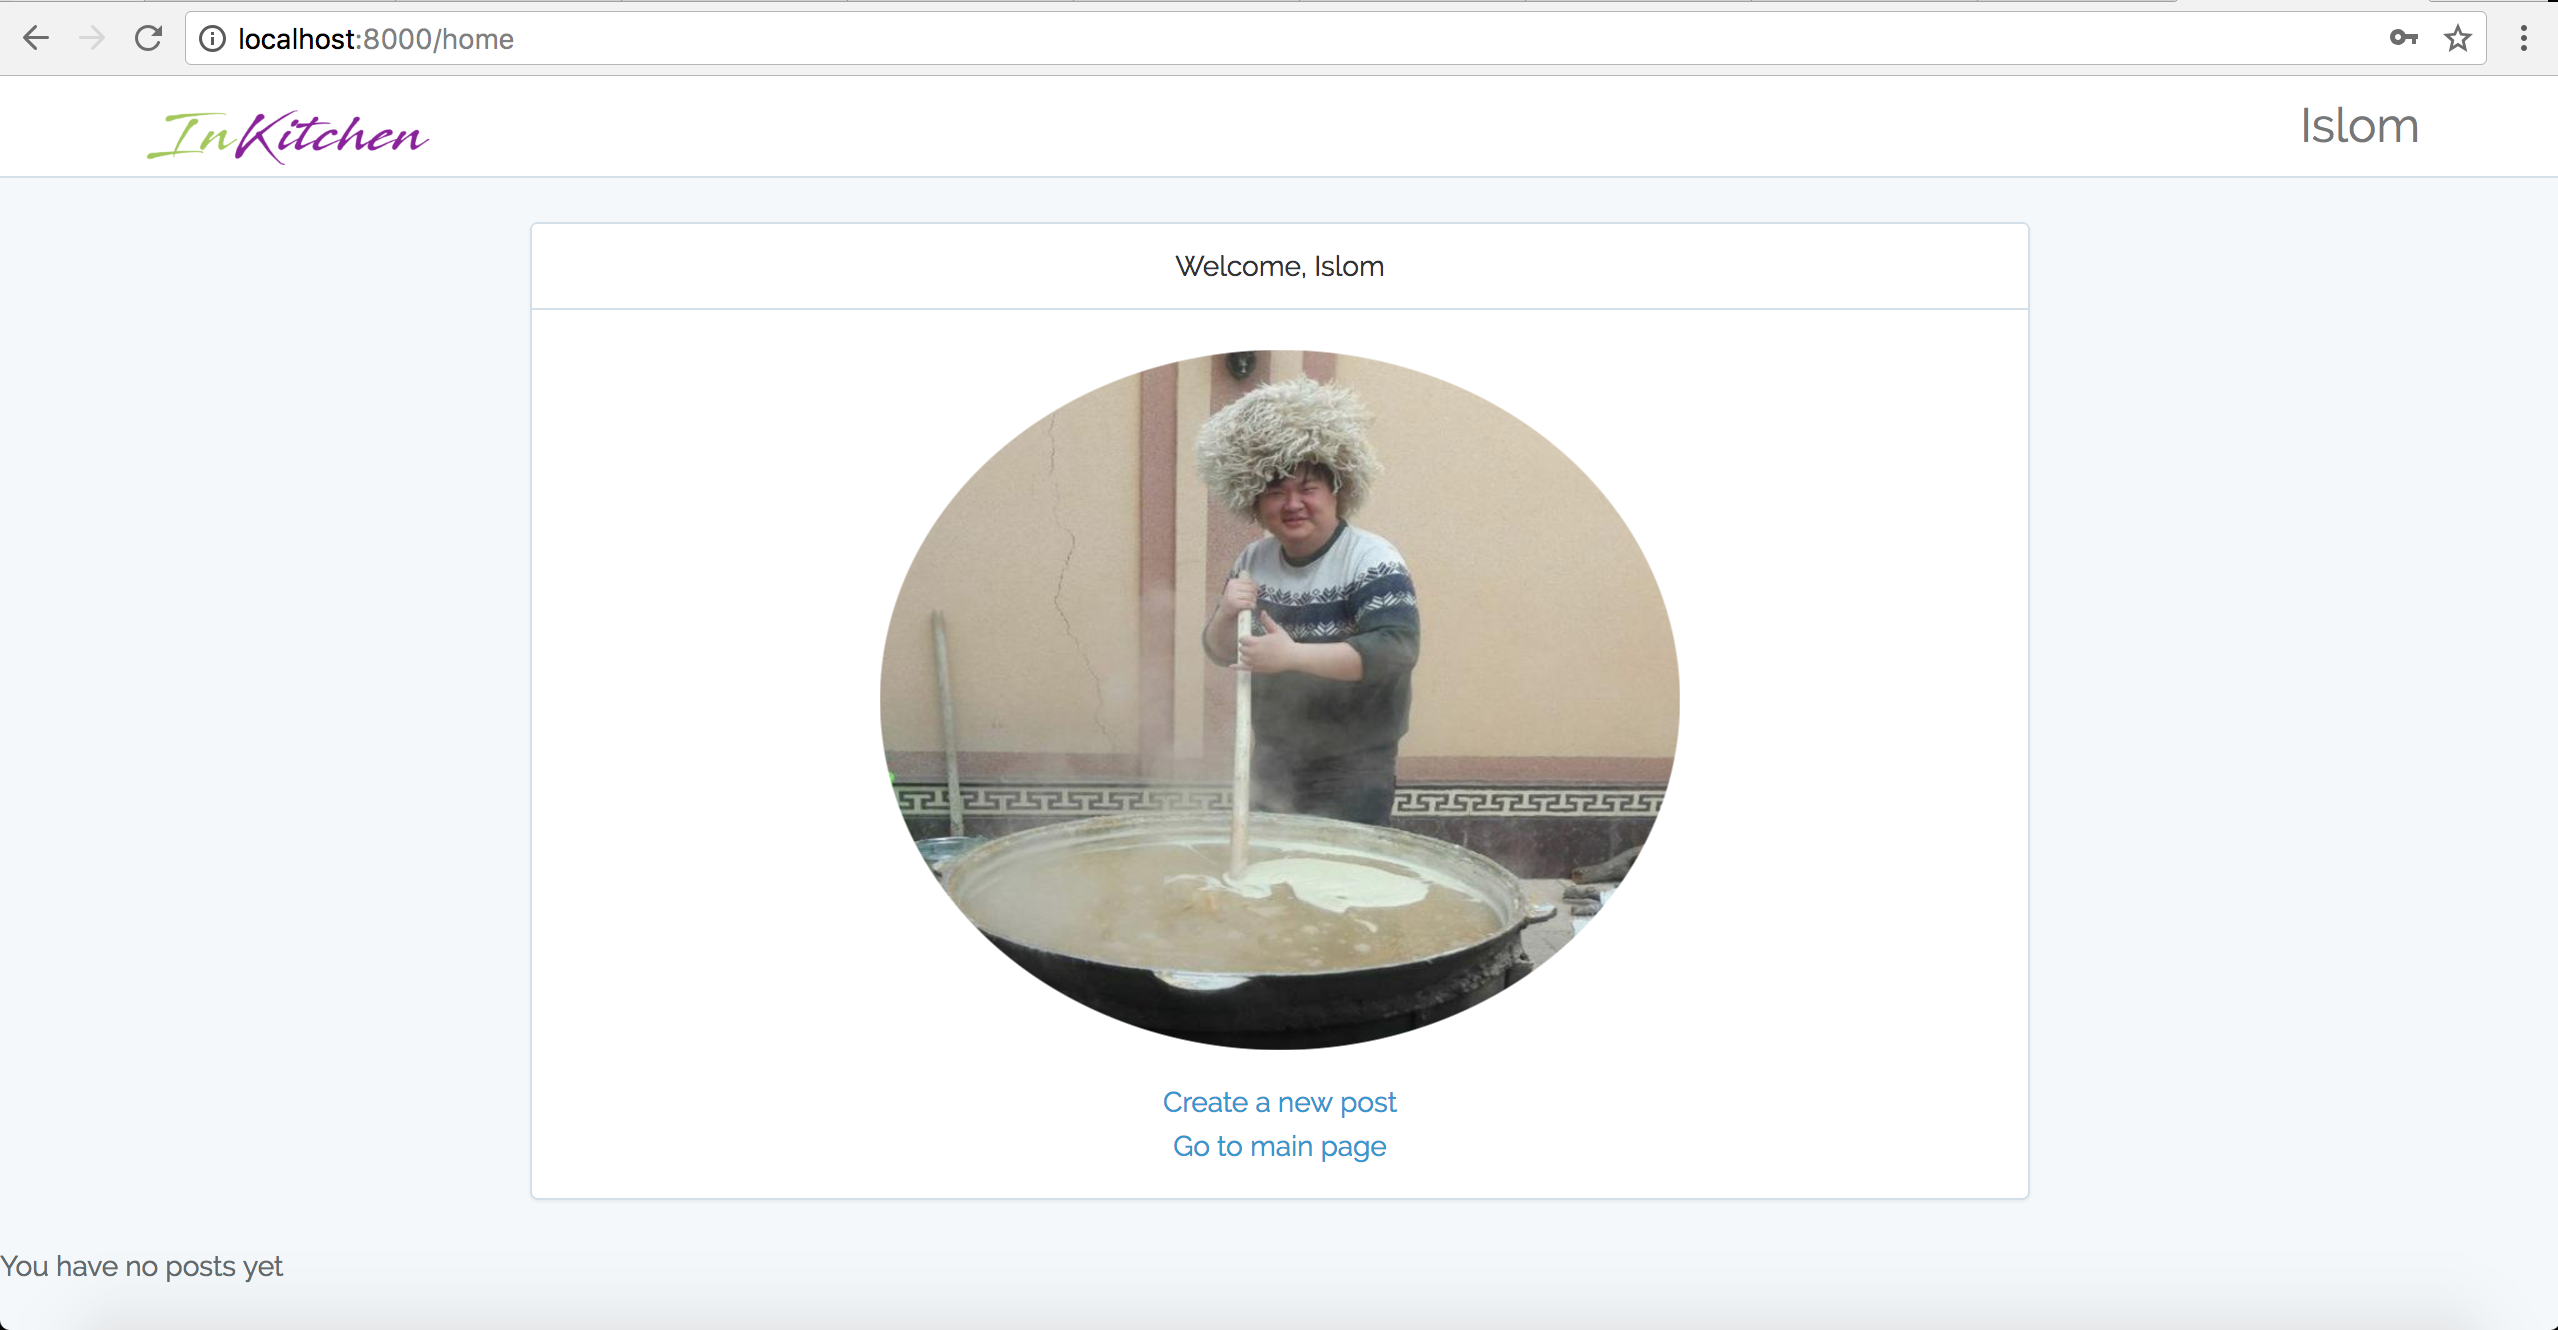 localhost:8000/home
InKitchen
Islom
Welcome, Islom
Create a new post
Go to main page
You have no posts yet